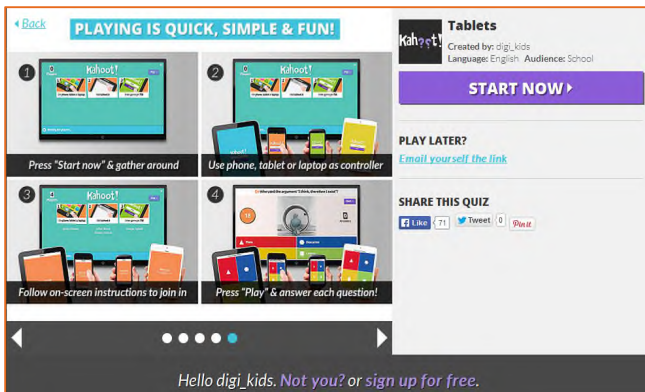 Back
PLAYING IS QUICK, SIMPLE & FUN!
1
Kahoot!
Press "Start now" & gather around
2
Kahoot!
Use phone, tablet or laptop as controller
3
Kahoot!
Follow on-screen instructions to join in
4
Press "Play" & answer each question!
Kahoot!
Tablets
Created by: digi_kids
Language: English Audience: School
START NOW
PLAY LATER?
Email yourself the link
SHARE THIS QUIZ
Like 71 Tweet 0 Pin it
Hello digi_kids. Not you? or sign up for free.